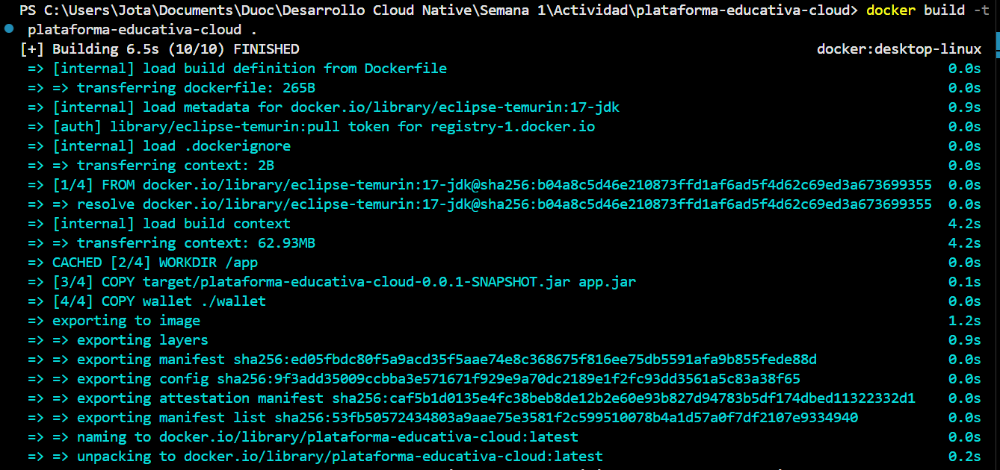 PS C:\Users\Jota\Documents\Duoc\Desarrollo Cloud Native\Semana 1\Actividad\plataforma-educativa-cloud> docker build -t
plataforma-educativa-cloud .
[+] Building 6.5s (10/10) FINISHED docker:desktop-linux
=> [internal] load build definition from Dockerfile 0.0s
=> => transferring dockerfile: 265B 0.0s
=> [internal] load metadata for docker.io/library/eclipse-temurin:17-jdk 0.9s
=> [auth] library/eclipse-temurin:pull token for registry-1.docker.io 0.0s
=> [internal] load .dockerignore 0.0s
=> => transferring context: 2B 0.0s
=> [1/4] FROM docker.io/library/eclipse-temurin:17-jdk@sha256:b04a8c5d46e210873ffd1af6ad5f4d62c69ed3a673699355 0.0s
=> => resolve docker.io/library/eclipse-temurin:17-jdk@sha256:b04a8c5d46e210873ffd1af6ad5f4d62c69ed3a673699355 0.0s
=> [internal] load build context 4.2s
=> => transferring context: 62.93MB 4.2s
=> CACHED [2/4] WORKDIR /app 0.0s
=> [3/4] COPY target/plataforma-educativa-cloud-0.0.1-SNAPSHOT.jar app.jar 0.1s
=> [4/4] COPY wallet ./wallet 0.0s
=> exporting to image 1.2s
=> => exporting layers 0.9s
=> => exporting manifest sha256:ed05fbdc80f5a9acd35f5aae74e8c368675f816ee75db5591afa9b855fede88d 0.0s
=> => exporting config sha256:9f3add35009ccbba3e571671f929e9a70dc2189e1f2fc93dd3561a5c83a38f65 0.0s
=> => exporting attestation manifest sha256:caf5b1d0135e4fc38beb8de12b2e60e93b827d94783b5df174dbed11322332d1 0.0s
=> => exporting manifest list sha256:53fb50572434803a9aae75e3581f2c599510078b4a1d57a0f7df2107e9334940 0.0s
=> => naming to docker.io/library/plataforma-educativa-cloud:latest 0.0s
=> => unpacking to docker.io/library/plataforma-educativa-cloud:latest 0.2s